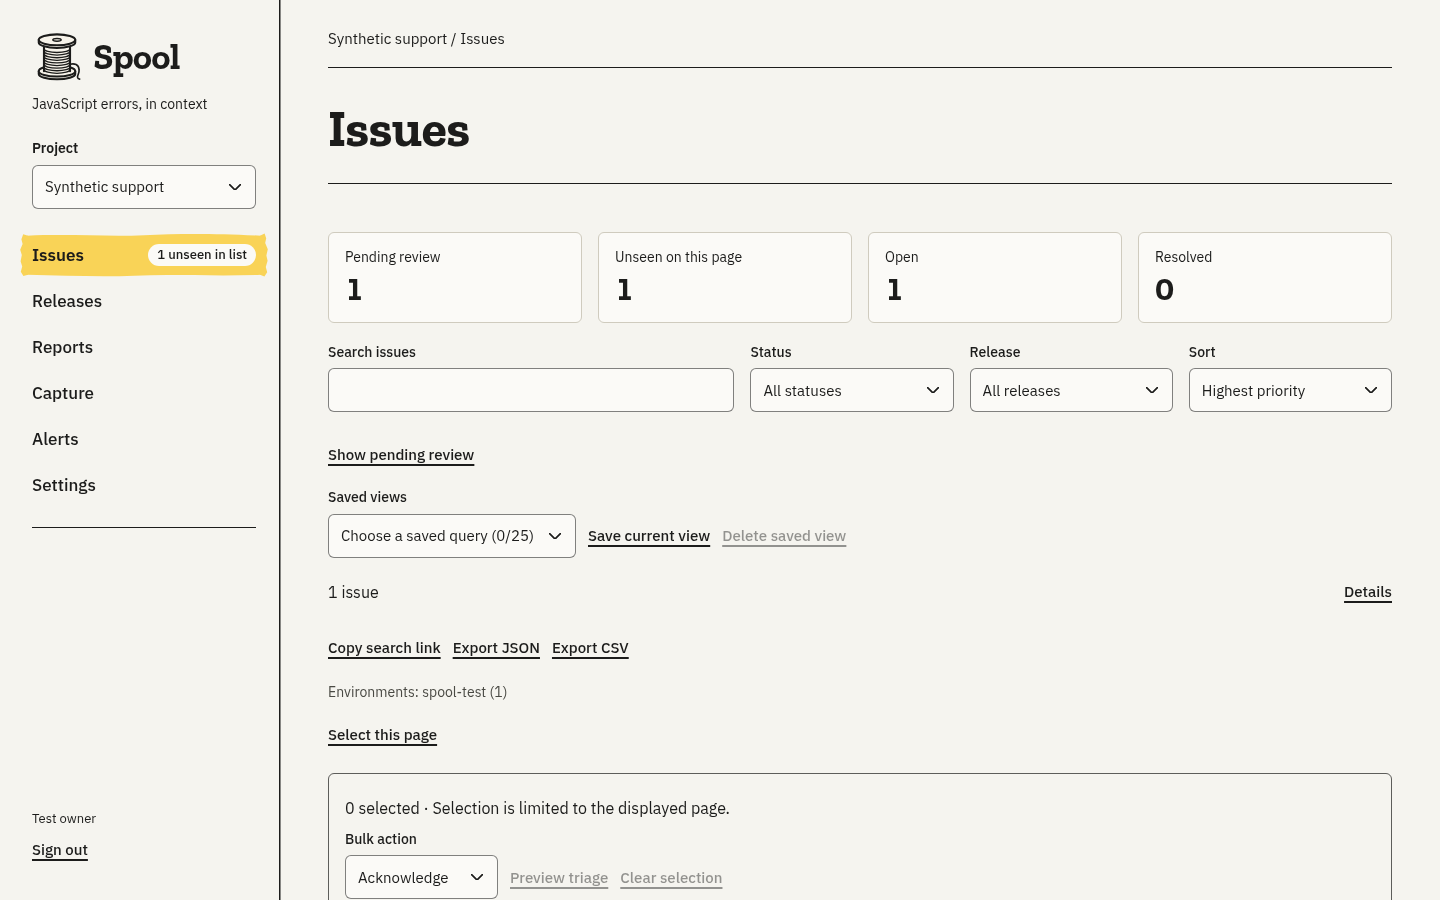 Spool
JavaScript errors, in context
Project
Synthetic support
Issues
1 unseen in list
Releases
Reports
Capture
Alerts
Settings
Test owner
Sign out
Synthetic support / Issues
Issues
Pending review
1
Unseen on this page
1
Open
1
Resolved
0
Search issues
Status
All statuses
Release
All releases
Sort
Highest priority
Show pending review
Saved views
Choose a saved query (0/25)
Save current view
Delete saved view
1 issue
Details
Copy search link
Export JSON
Export CSV
Environments: spool-test (1)
Select this page
0 selected · Selection is limited to the displayed page.
Bulk action
Acknowledge
Preview triage
Clear selection